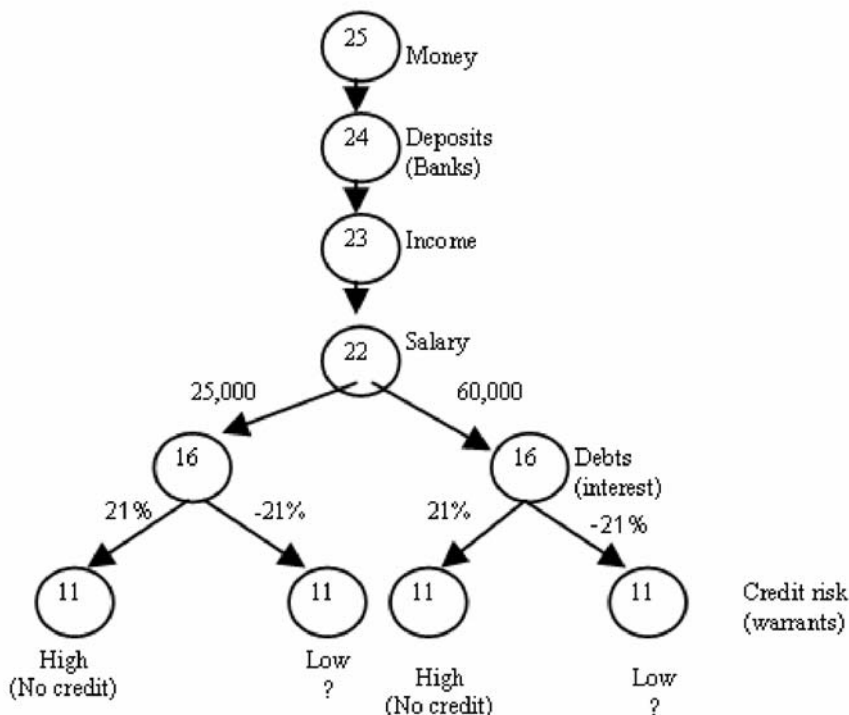 25
Money
24
Deposits
(Banks)
23
Income
22
Salary
25,000
60,000
16
16
Debts
(interest)
21%
-21%
21%
-21%
11
11
11
11
Credit risk
(warrants)
High
(No credit)
Low
?
High
(No credit)
Low
?